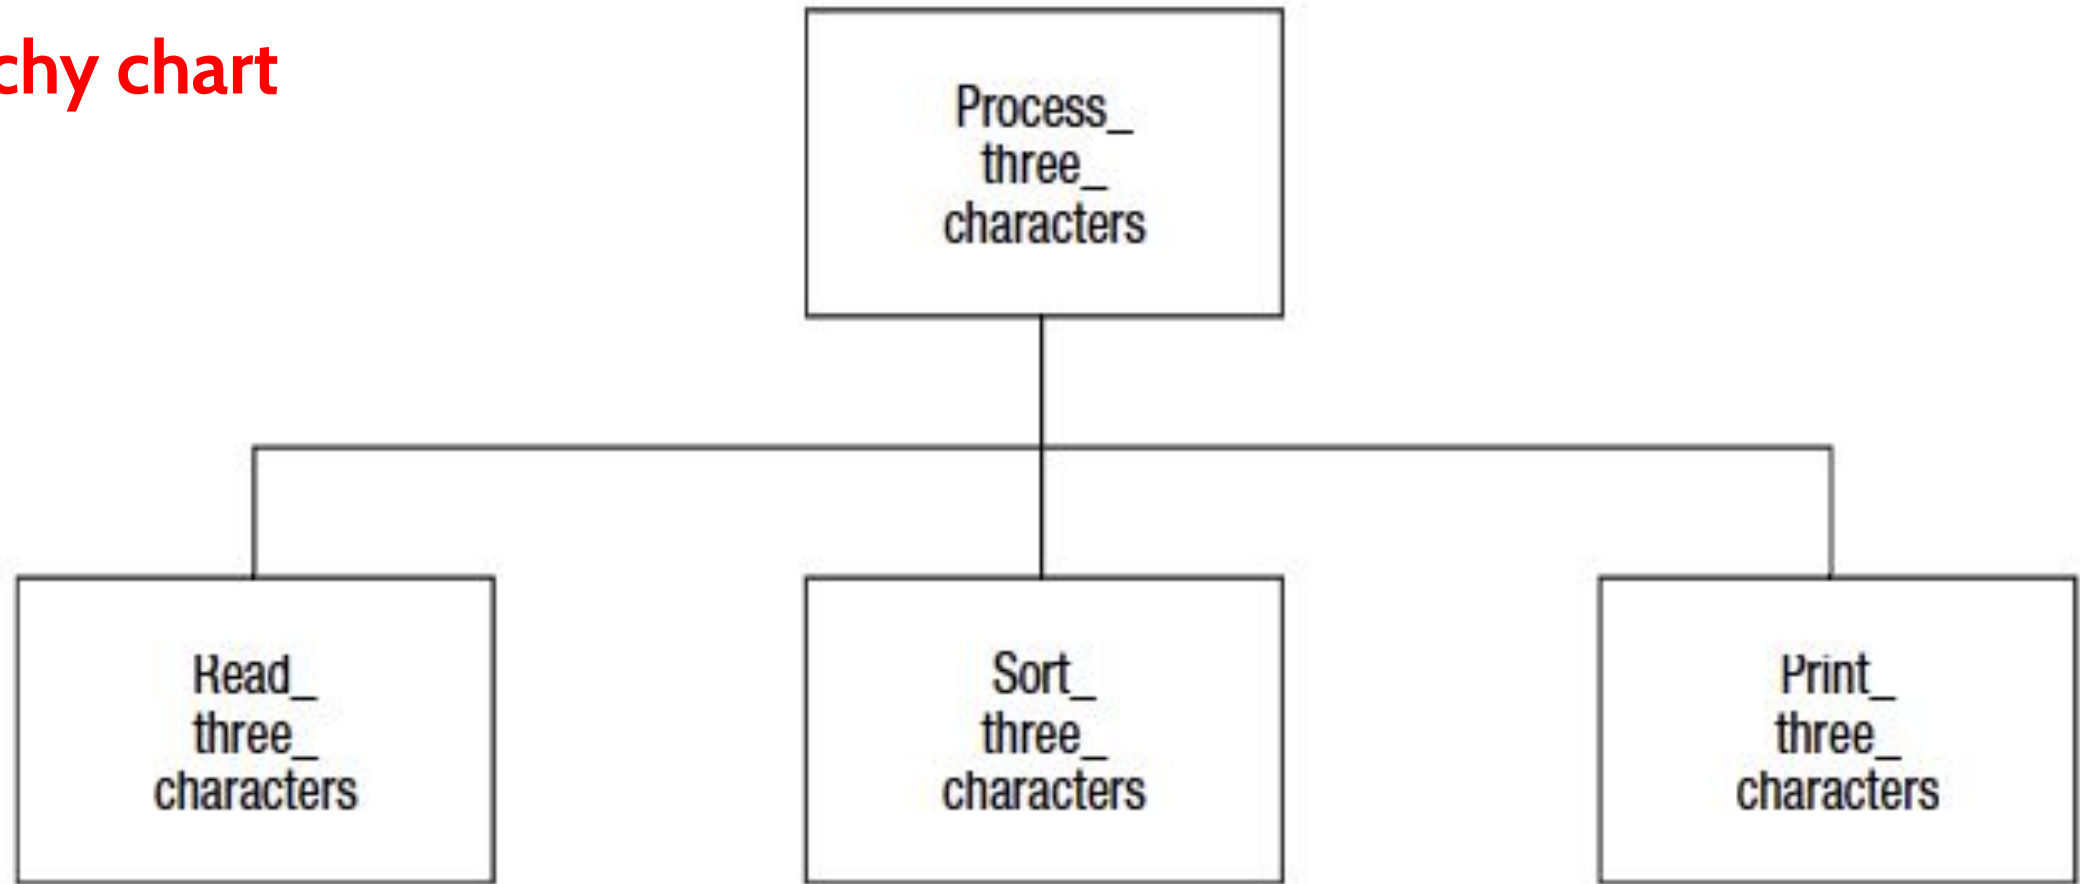 chy chart
Process_
three_
characters
Read_
three_
characters
Sort_
three_
characters
Print_
three_
characters